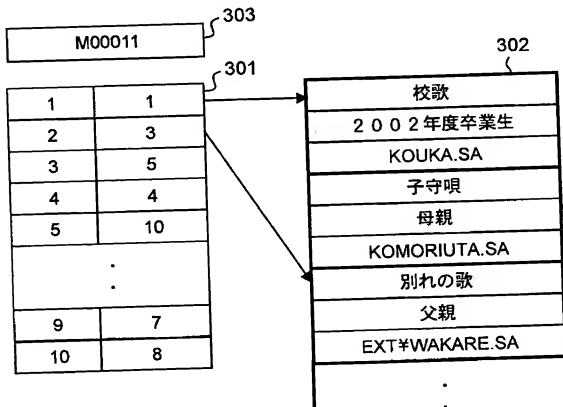 303
M00011
301
1 1
2 3
3 5
4 4
5 10
.
.
9 7
10 8
302
校歌
2002年度卒業生
KOUKA.SA
子守唄
母親
KOMORIUTA.SA
別れの歌
父親
EXT¥WAKARE.SA
.
.